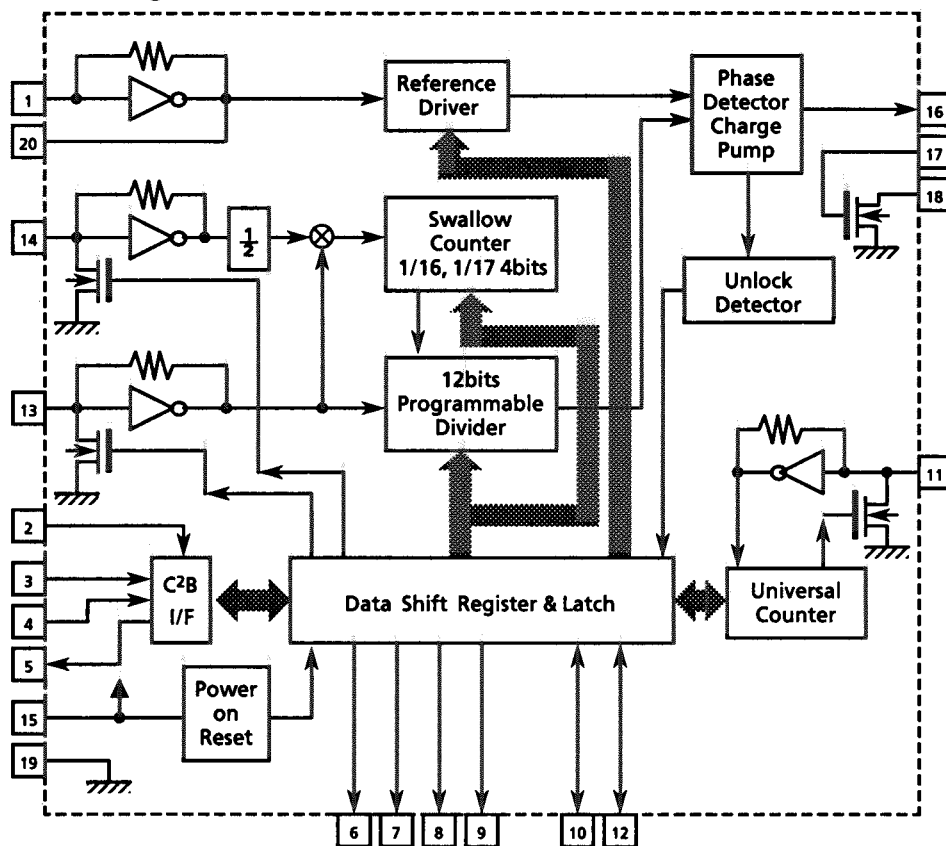 1
20
Reference
Driver
Phase
Detector
Charge
Pump
16
17
18
14
1/2
Swallow
Counter
1/16, 1/17 4bits
Unlock
Detector
13
12bits
Programmable
Divider
11
2
3
4
5
C²B
I/F
Data Shift Register & Latch
Universal
Counter
15
Power
on
Reset
19
6 7 8 9 10 12